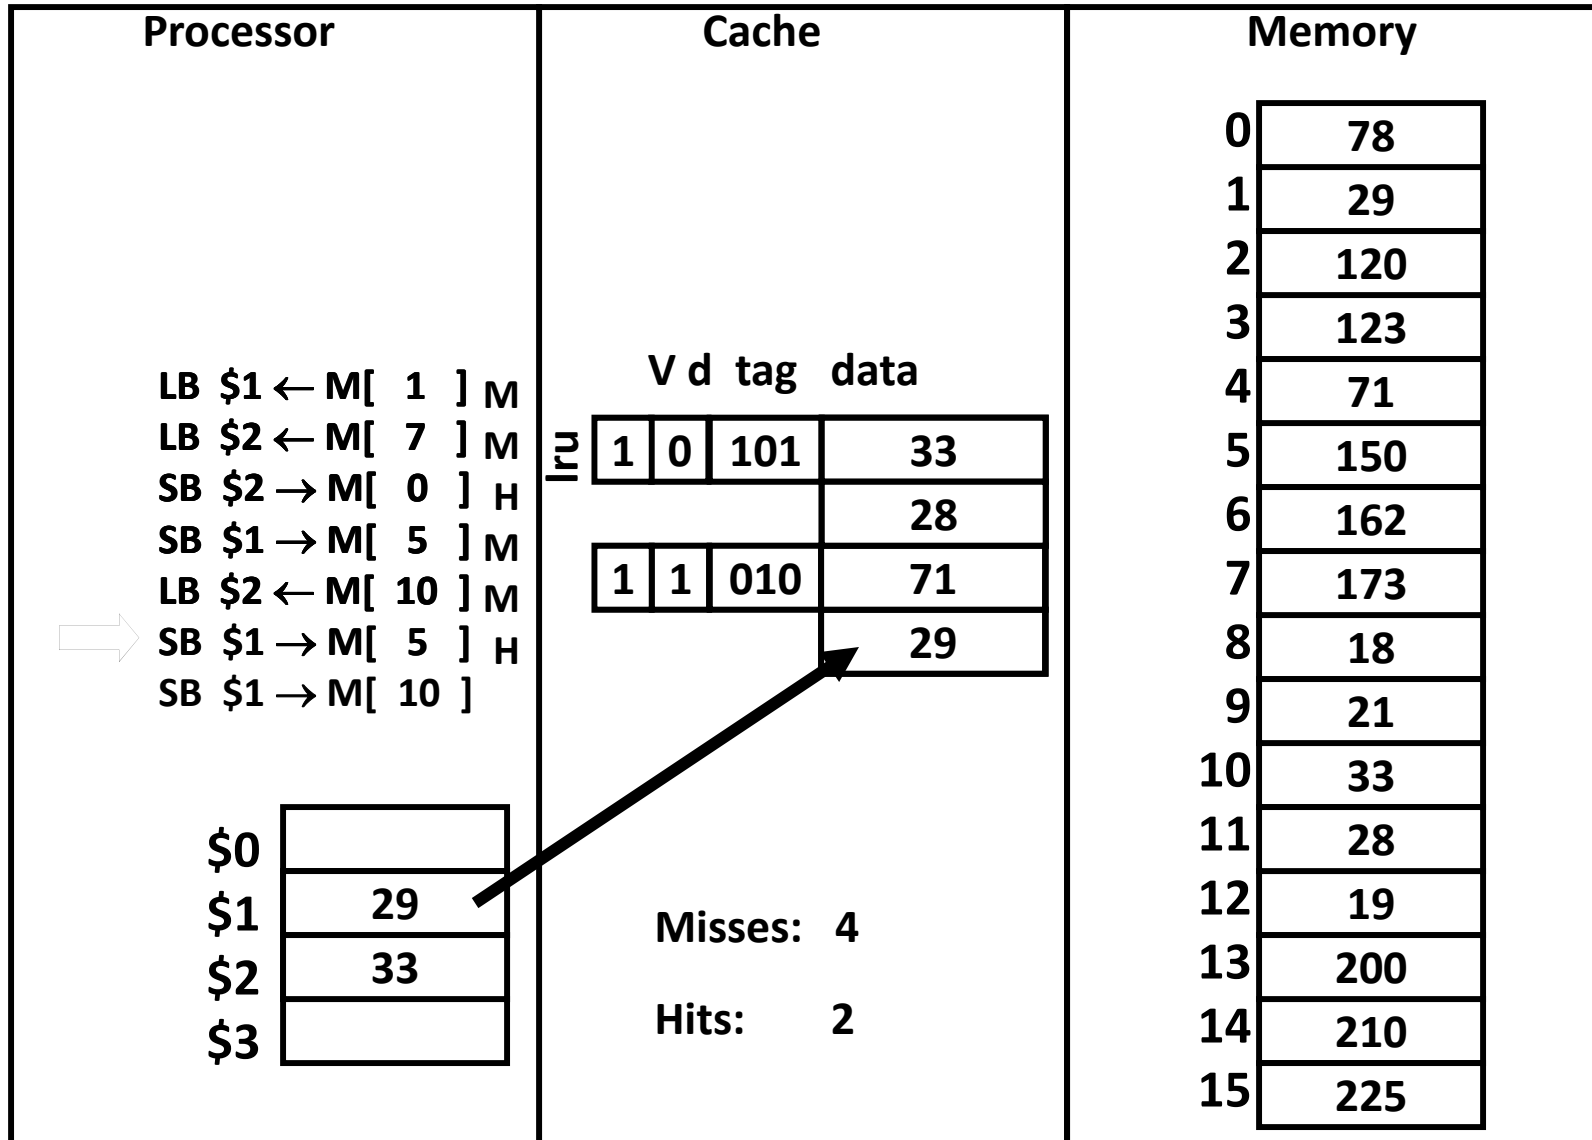 Processor
LB $1 ← M[ 1 ] M
LB $2 ← M[ 7 ] M
SB $2 → M[ 0 ] H
SB $1 → M[ 5 ] M
LB $2 ← M[ 10 ] M
SB $1 → M[ 5 ] H
SB $1 → M[ 10 ]
$0
$1 29
$2 33
$3
Cache
V d tag data
lru 1 0 101 33
28
1 1 010 71
29
Misses: 4
Hits: 2
Memory
0 78
1 29
2 120
3 123
4 71
5 150
6 162
7 173
8 18
9 21
10 33
11 28
12 19
13 200
14 210
15 225